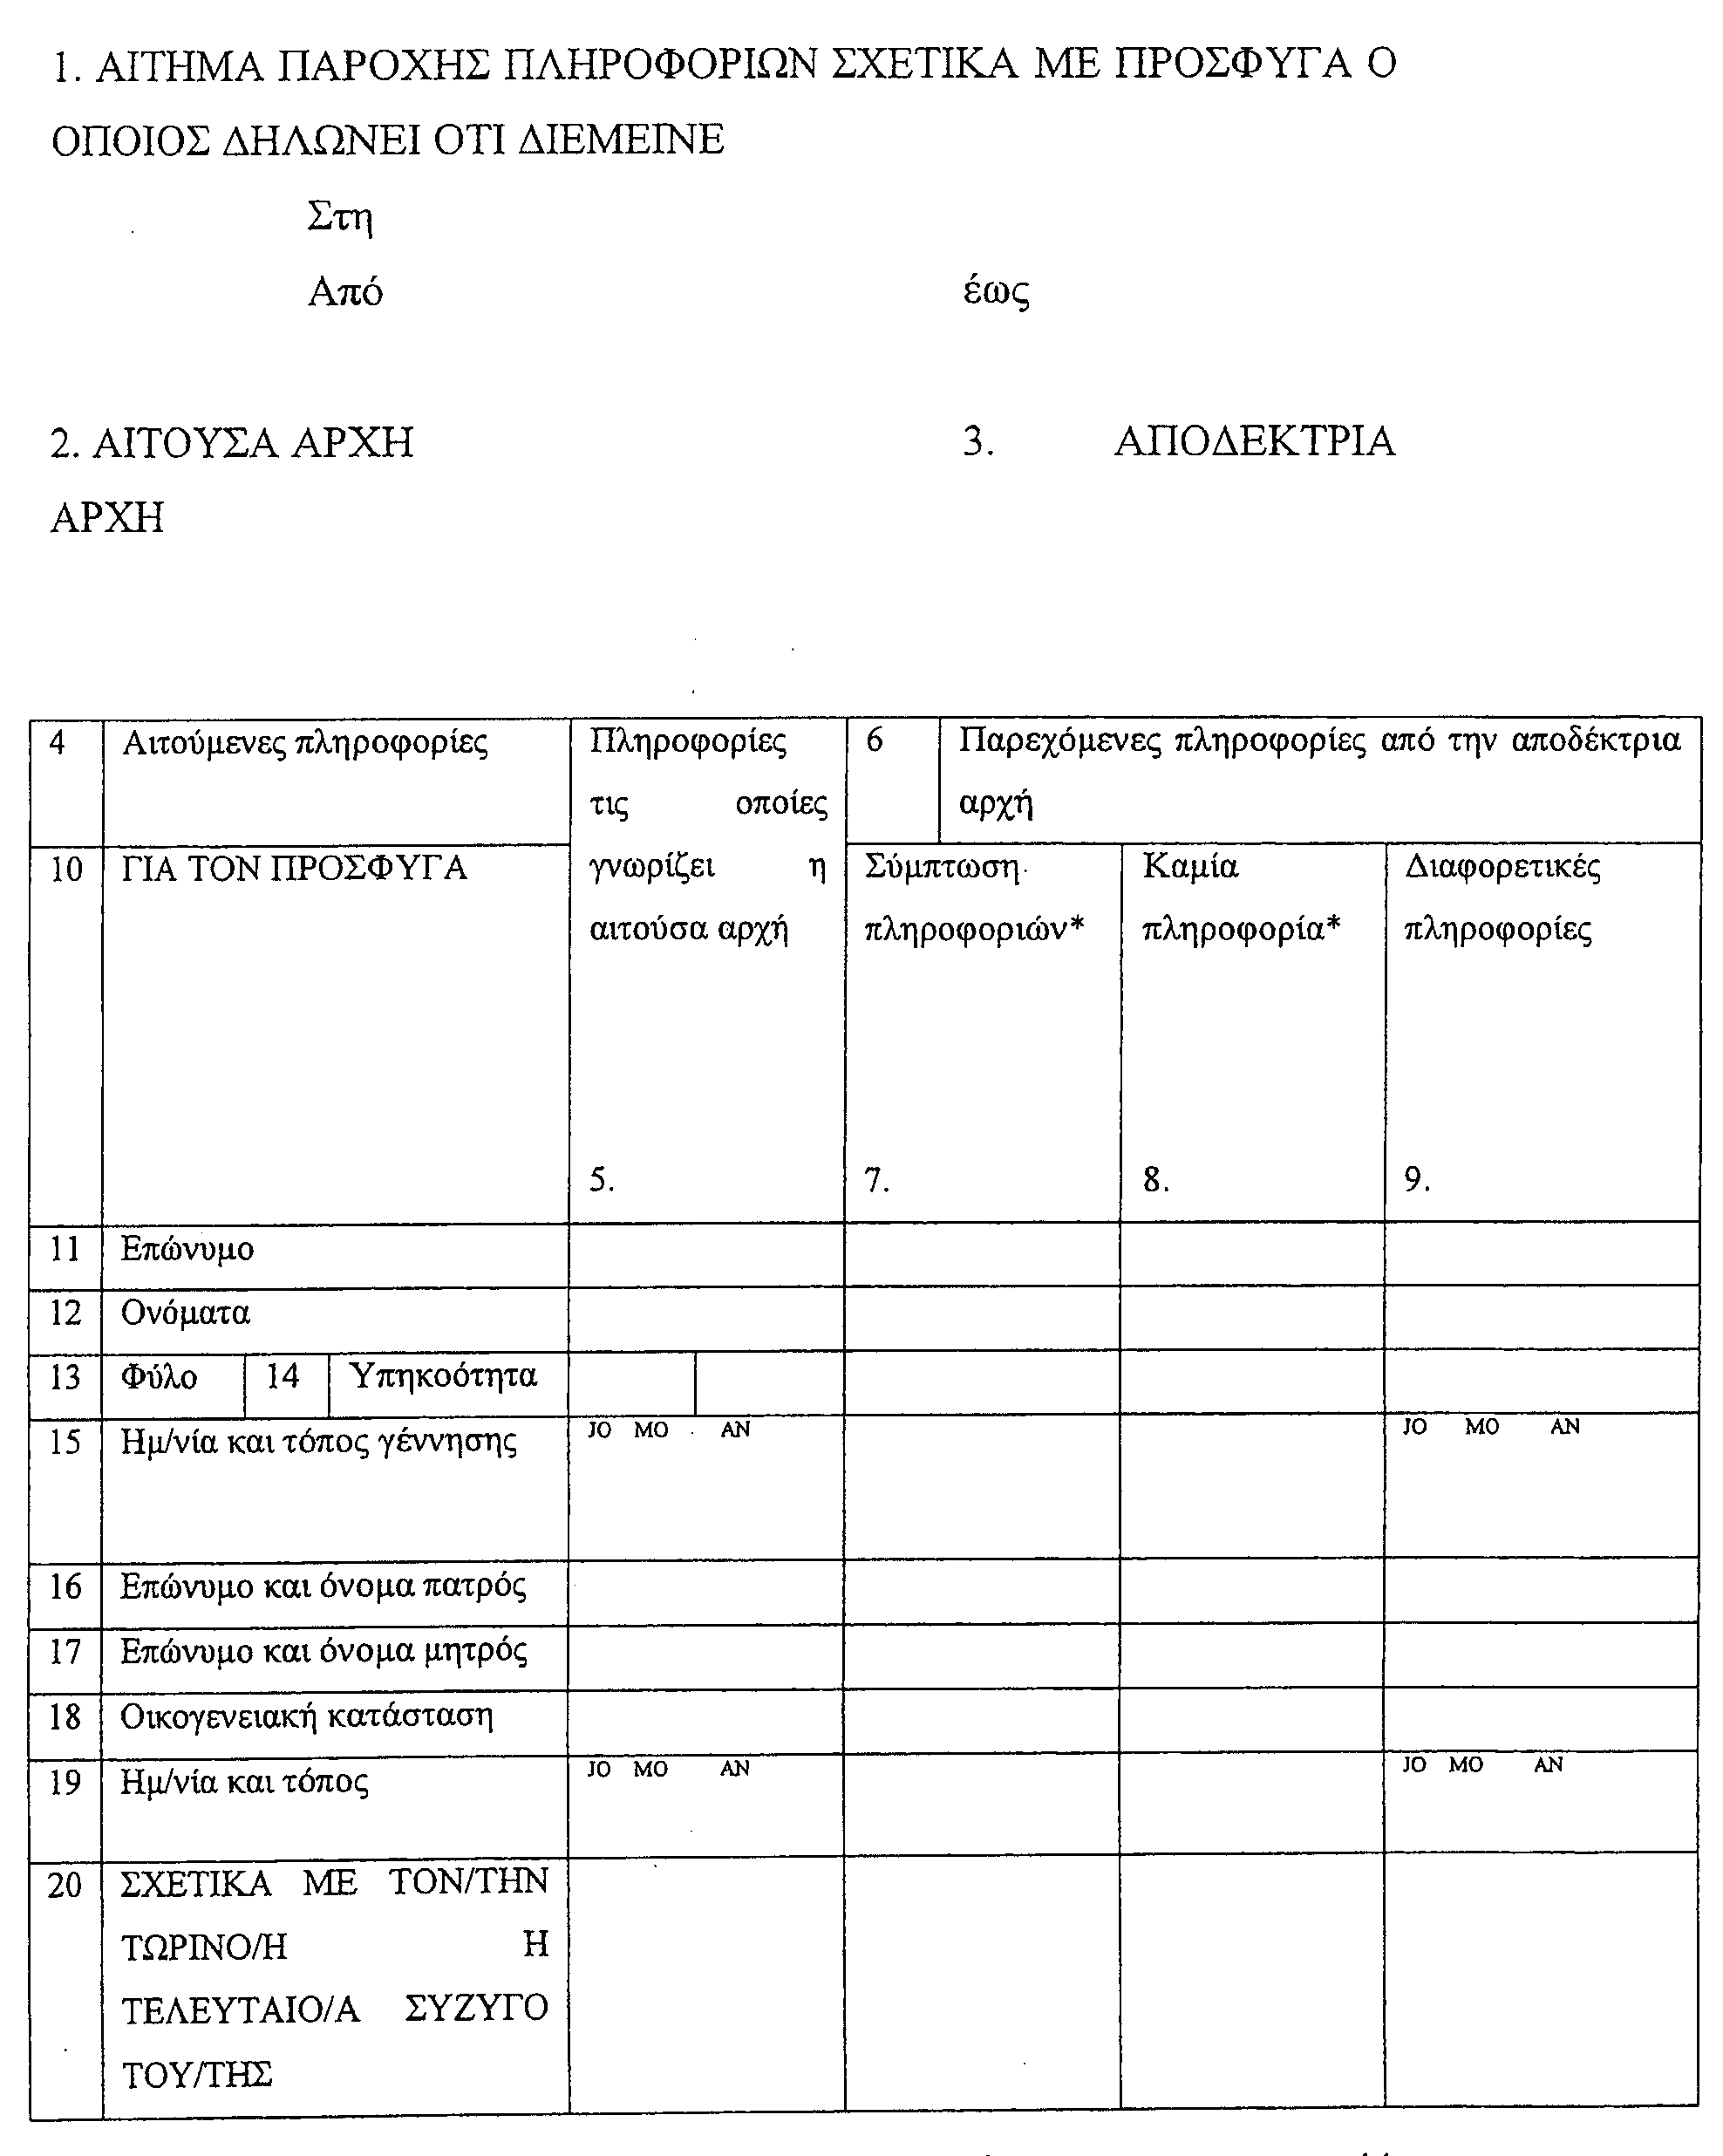 1. ΑΙΤΗΜΑ ΠΑΡΟΧΗΣ ΠΛΗΡΟΦΟΡΙΩΝ ΣΧΕΤΙΚΑ ΜΕ ΠΡΟΣΦΥΓΑ Ο
ΟΠΟΙΟΣ ΔΗΛΩΝΕΙ ΟΤΙ ΔΙΕΜΕΙΝΕ
Στη
Από έως
2. ΑΙΤΟΥΣΑ ΑΡΧΗ 3. ΑΠΟΔΕΚΤΡΙΑ
ΑΡΧΗ
4 Αιτούμενες πληροφορίες Πληροφορίες 6 Παρεχόμενες πληροφορίες από την αποδέκτρια
τις οποίες αρχή
10 ΓΙΑ ΤΟΝ ΠΡΟΣΦΥΓΑ γνωρίζει η Σύμπτωση Καμία Διαφορετικές
αιτούσα αρχή πληροφοριών* πληροφορία* πληροφορίες
5. 7. 8. 9.
11 Επώνυμο
12 Ονόματα
13 Φύλο 14 Υπηκοότητα
15 Ημ/νία και τόπος γέννησης JO MO AN JO MO AN
16 Επώνυμο και όνομα πατρός
17 Επώνυμο και όνομα μητρός
18 Οικογενειακή κατάσταση
19 Ημ/νία και τόπος JO MO AN JO MO AN
20 ΣΧΕΤΙΚΑ ΜΕ ΤΟΝ/ΤΗΝ
ΤΩΡΙΝΟ/Η Η
ΤΕΛΕΥΤΑΙΟ/Α ΣΥΖΥΓΟ
ΤΟΥ/ΤΗΣ